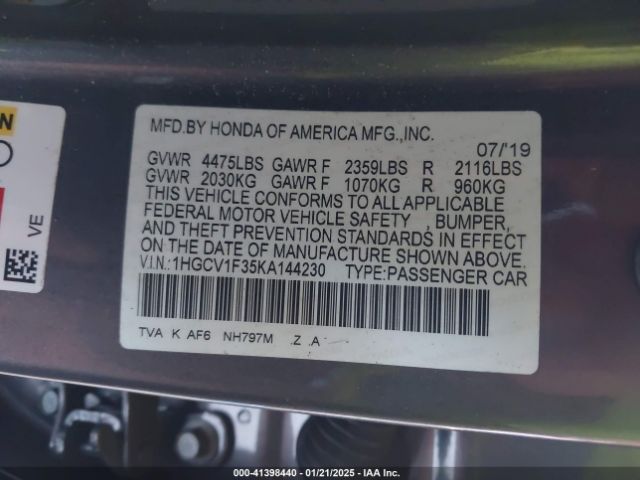 N
VE
MFD.BY HONDA OF AMERICA MFG.,INC.
07/'19
GVWR 4475LBS GAWR F 2359LBS R 2116LBS
GVWR 2030KG GAWR F 1070KG R 960KG
THIS VEHICLE CONFORMS TO ALL APPLICABLE
FEDERAL MOTOR VEHICLE SAFETY , BUMPER,
AND THEFT PREVENTION STANDARDS IN EFFECT
ON THE DATE OF MANUFACTURE SHOWN ABOVE.
V.I.N.:1HGCV1F35KA144230 TYPE:PASSENGER CAR
TVA K AF6 NH797M .Z .A
000-41398440 - 01/21/2025 - IAA Inc.